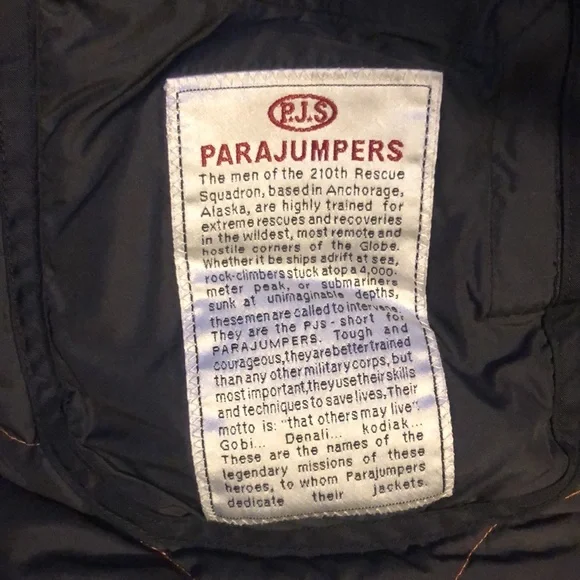 P.J.S
PARAJUMPERS
The men of the 210th Rescue
Squadron, based in Anchorage,
Alaska, are highly trained for
extreme rescues and recoveries
in the wildest, most remote and
hostile corners of the Globe.
Whether it be ships adrift at sea,
rock-climbers stuck atop a 4,000-
meter peak, or submariners
sunk at unimaginable depths,
these men are called to intervene.
They are the PJs - short for
PARAJUMPERS. Tough and
courageous, they are better trained
than any other military corps, but
most important, they use their skills
and techniques to save lives, Their
motto is: "that others may live".
Gobi... Denali... kodiak...
These are the names of the
legendary missions of these
heroes, to whom Parajumpers
dedicate their jackets.